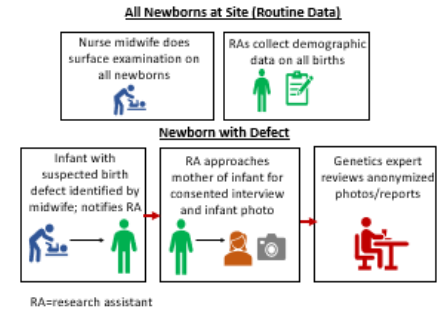 All Newborns at Site (Routine Data)
Nurse midwife does
surface examination on
all newborns
RAs collect demographic
data on all births
Newborn with Defect
Infant with
suspected birth
defect identified by
midwife; notifies RA
RA approaches
mother of infant for
consented interview
and infant photo
Genetics expert
reviews anonymized
photos/reports
RA=research assistant